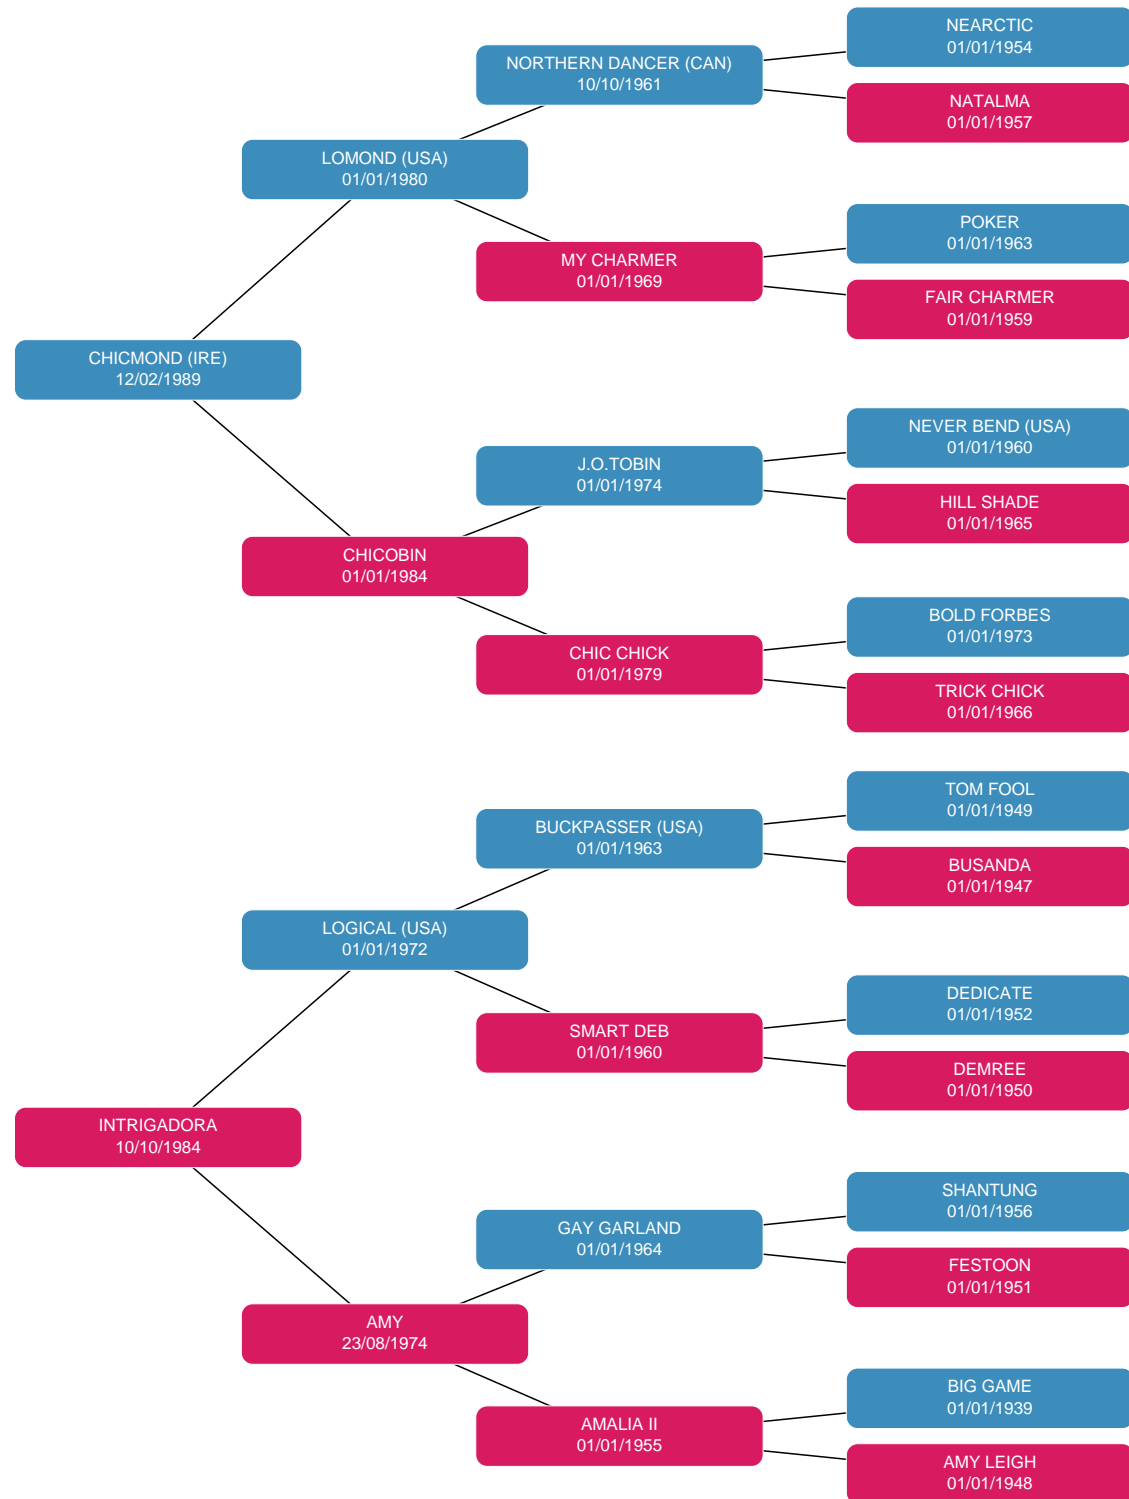 NEARCTIC
01/01/1954
NORTHERN DANCER (CAN)
10/10/1961
NATALMA
01/01/1957
LOMOND (USA)
01/01/1980
POKER
01/01/1963
MY CHARMER
01/01/1969
FAIR CHARMER
01/01/1959
CHICMOND (IRE)
12/02/1989
NEVER BEND (USA)
01/01/1960
J.O.TOBIN
01/01/1974
HILL SHADE
01/01/1965
CHICOBIN
01/01/1984
BOLD FORBES
01/01/1973
CHIC CHICK
01/01/1979
TRICK CHICK
01/01/1966
TOM FOOL
01/01/1949
BUCKPASSER (USA)
01/01/1963
BUSANDA
01/01/1947
LOGICAL (USA)
01/01/1972
DEDICATE
01/01/1952
SMART DEB
01/01/1960
DEMREE
01/01/1950
INTRIGADORA
10/10/1984
SHANTUNG
01/01/1956
GAY GARLAND
01/01/1964
FESTOON
01/01/1951
AMY
23/08/1974
BIG GAME
01/01/1939
AMALIA II
01/01/1955
AMY LEIGH
01/01/1948